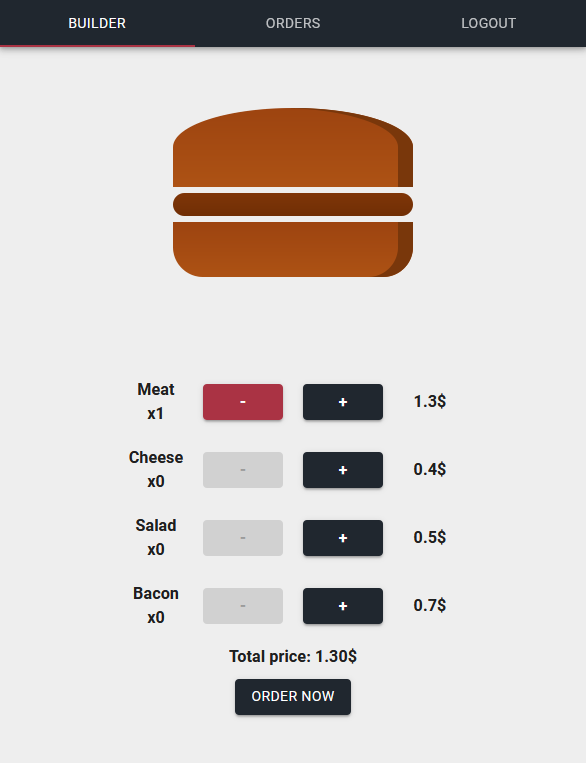 BUILDER ORDERS LOGOUT
Meat
x1
- + 1.3$
Cheese
x0
- + 0.4$
Salad
x0
- + 0.5$
Bacon
x0
- + 0.7$
Total price: 1.30$
ORDER NOW